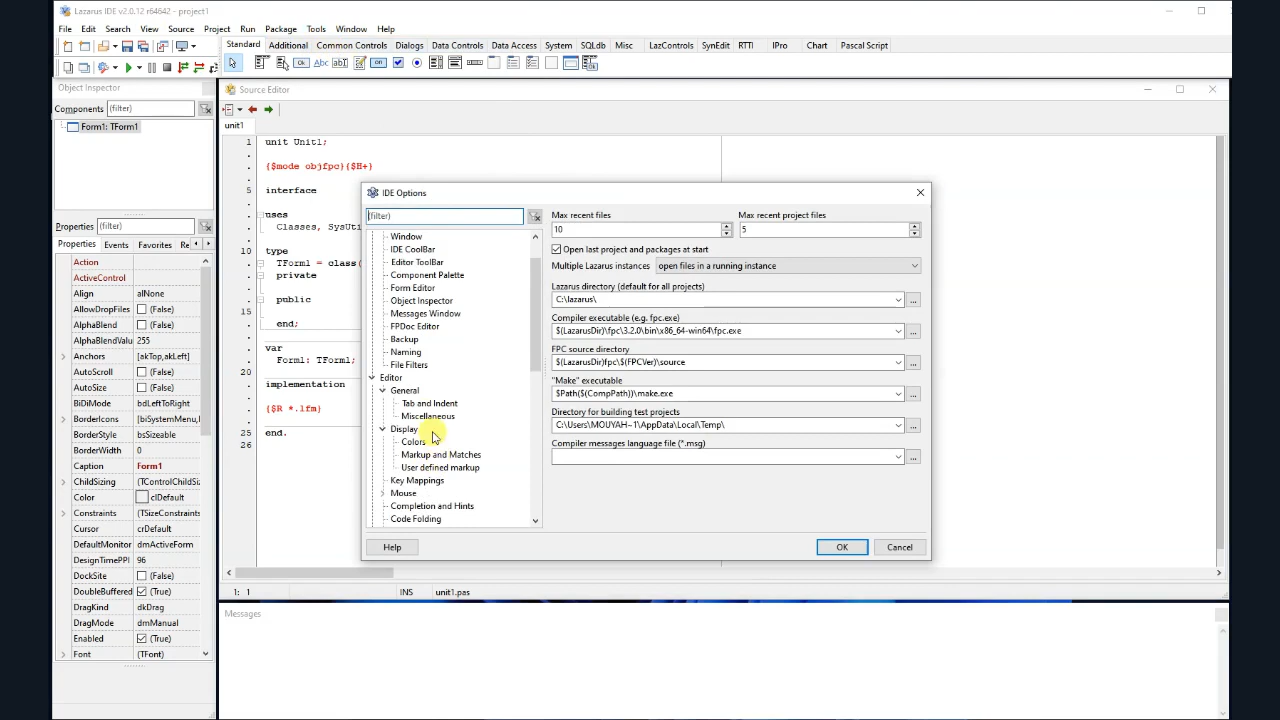 Lazarus IDE v2.0.12 r64642 - project1
File Edit Search View Source Project Run Package Tools Window Help
Standard Additional Common Controls Dialogs Data Controls Data Access System SQLdb Misc LazControls SynEdit RTTI IPro Chart Pascal Script
Object Inspector
Components (filter)
Form1: TForm1
Properties (filter)
Properties Events Favorites Re
Action
ActiveControl
Align alNone
AllowDropFiles (False)
AlphaBlend (False)
AlphaBlendValu 255
Anchors [akTop,akLeft]
AutoScroll (False)
AutoSize (False)
BiDiMode bdLeftToRight
BorderIcons [biSystemMenu,
BorderStyle bsSizeable
BorderWidth 0
Caption Form1
ChildSizing (TControlChildSiz
Color clDefault
Constraints (TSizeConstraints
Cursor crDefault
DefaultMonitor dmActiveForm
DesignTimePPI 96
DockSite (False)
DoubleBuffered (True)
DragKind dkDrag
DragMode dmManual
Enabled (True)
Font (TFont)
Source Editor
unit1
1 unit Unit1;
{$mode objfpc}{$H+}
5 interface
uses
Classes, SysUti
10 type
TForm1 = class(
private
public
15
end;
var
Form1: TForm1;
20
implementation
{$R *.lfm}
25 end.
26
1: 1 INS unit1.pas
Messages
IDE Options
(filter)
Window
IDE CoolBar
Editor ToolBar
Component Palette
Form Editor
Object Inspector
Messages Window
FPDoc Editor
Backup
Naming
File Filters
Editor
General
Tab and Indent
Miscellaneous
Display
Colors
Markup and Matches
User defined markup
Key Mappings
Mouse
Completion and Hints
Code Folding
Max recent files Max recent project files
10 5
Open last project and packages at start
Multiple Lazarus instances open files in a running instance
Lazarus directory (default for all projects)
C:\lazarus\
...
Compiler executable (e.g. fpc.exe)
$(LazarusDir)\fpc\3.2.0\bin\x86_64-win64\fpc.exe
...
FPC source directory
$(LazarusDir)fpc\$(FPCVer)\source
...
"Make" executable
$Path($(CompPath))\make.exe
...
Directory for building test projects
C:\Users\MOUYAH~1\AppData\Local\Temp\
...
Compiler messages language file (*.msg)
...
Help OK Cancel